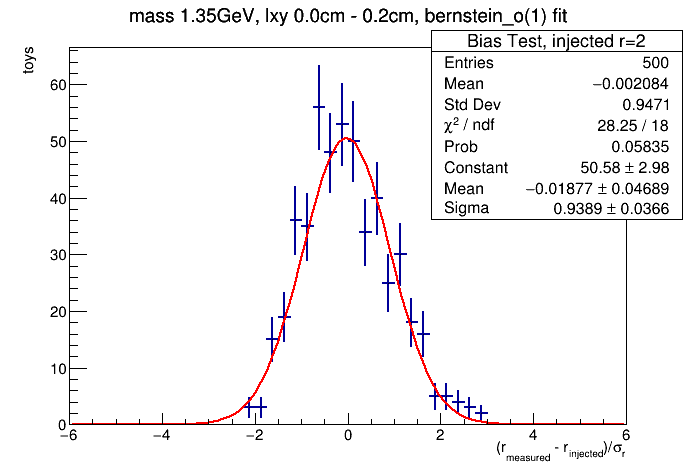 mass 1.35GeV, lxy 0.0cm - 0.2cm, bernstein_o(1) fit
toys
Bias Test, injected r=2
Entries 500
Mean −0.002084
Std Dev 0.9471
χ² / ndf 28.25 / 18
Prob 0.05835
Constant 50.58 ± 2.98
Mean −0.01877 ± 0.04689
Sigma 0.9389 ± 0.0366
60
50
40
30
20
10
0
−6 −4 −2 0 2 4 6
(r_measured - r_injected)/σ_r